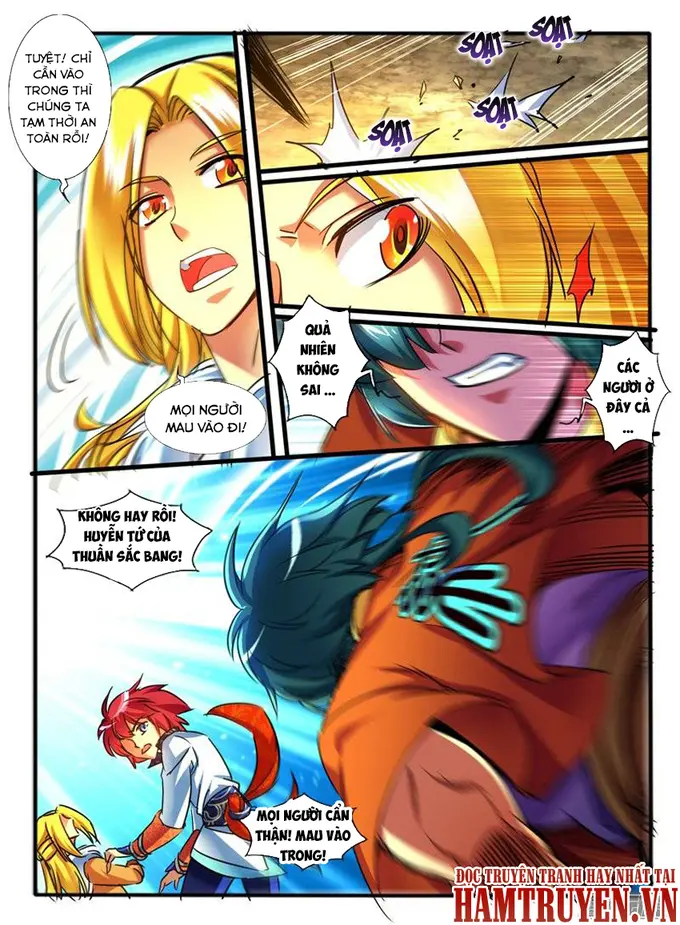 TUYỆT! CHỈ
CẦN VÀO
TRONG THÌ
CHÚNG TA
TẠM THỜI AN
TOÀN RỒI!
SOẠT
SOẠT
SOẠT
SOẠT
MỌI NGƯỜI
MAU VÀO ĐI!
QUẢ
NHIÊN
KHÔNG
SAI ...
CÁC
NGƯƠI Ở
ĐÂY CẢ
...
KHÔNG HAY RỒI!
HUYỄN TỨ CỦA
THUẦN SẮC BANG!
MỌI NGƯỜI CẨN
THẬN! MAU VÀO
TRONG!
ĐỌC TRUYỆN TRANH HAY NHẤT TẠI
HAMTRUYEN.VN